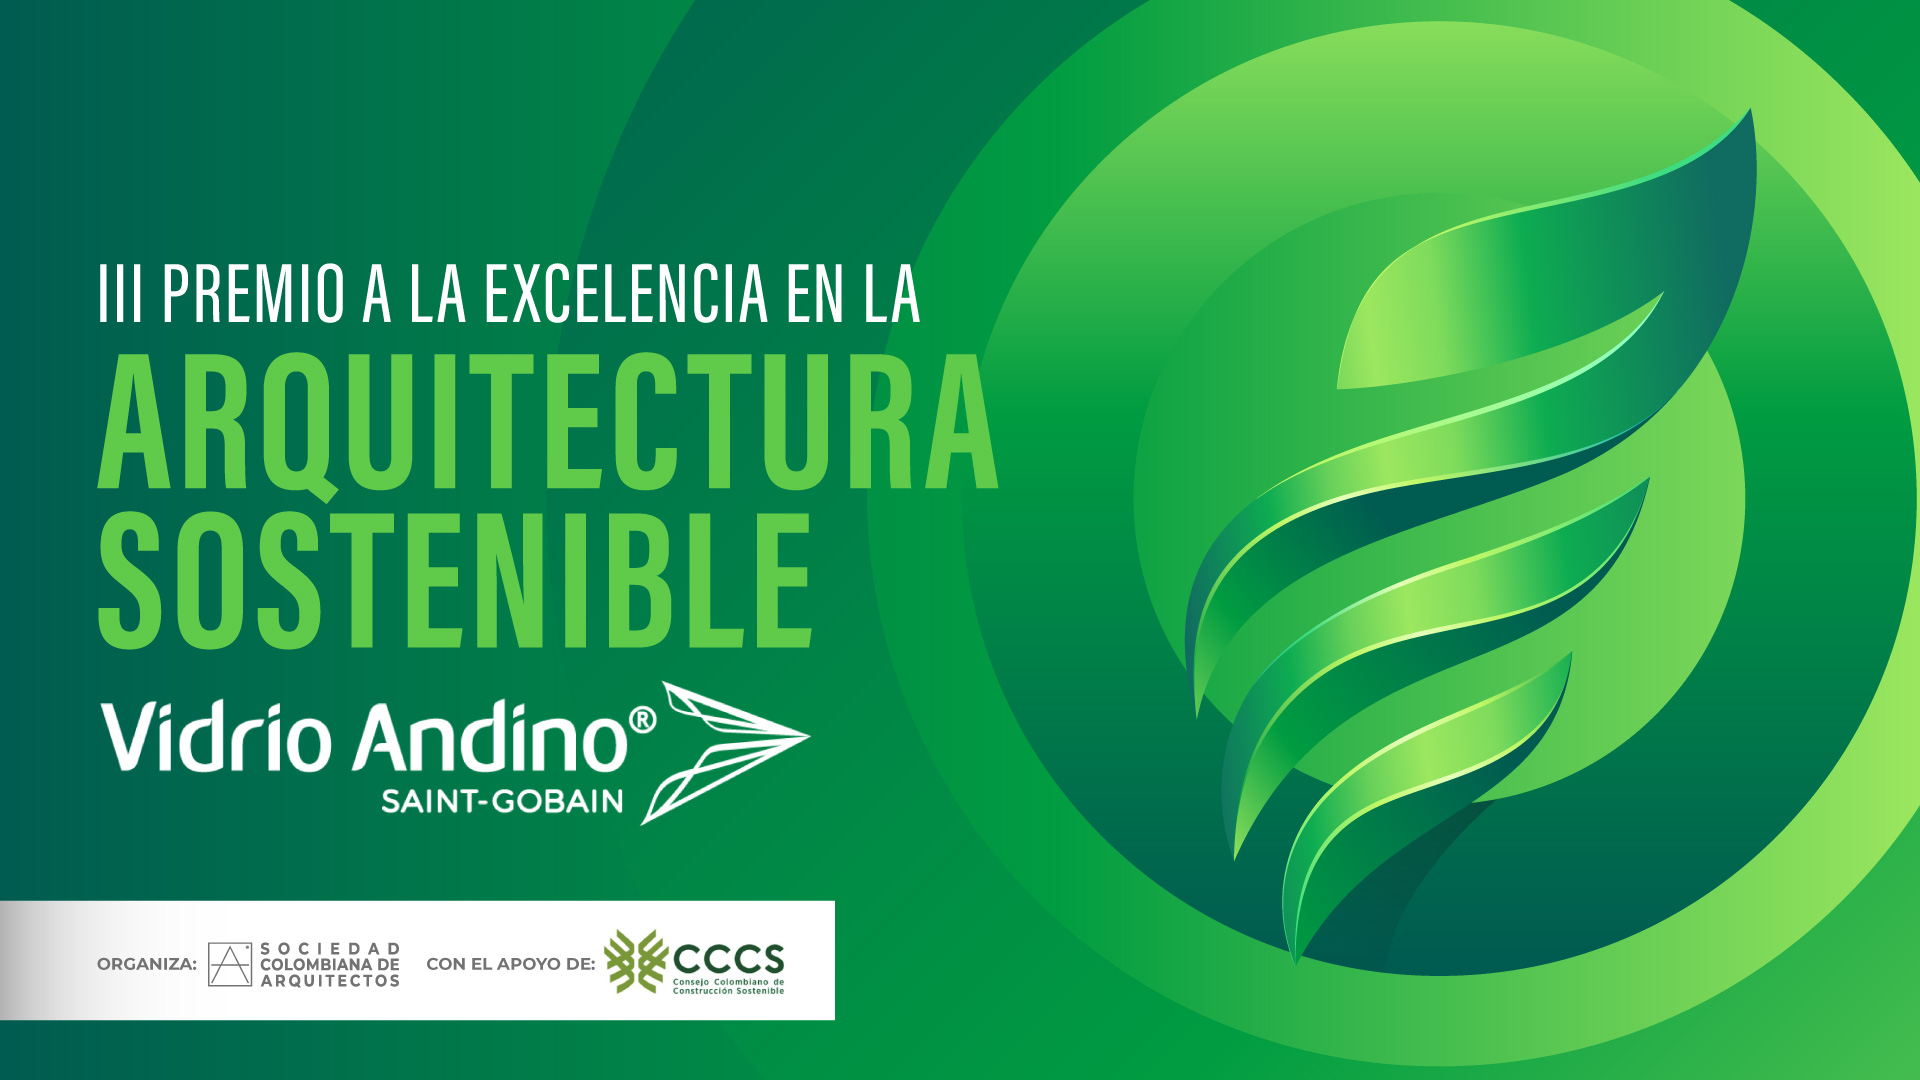 III PREMIO A LA EXCELENCIA EN LA
ARQUITECTURA
SOSTENIBLE
Vidrio Andino®
SAINT-GOBAIN
ORGANIZA:
SOCIEDAD
COLOMBIANA DE
ARQUITECTOS
CON EL APOYO DE:
CCCS
Consejo Colombiano de
Construcción Sostenible